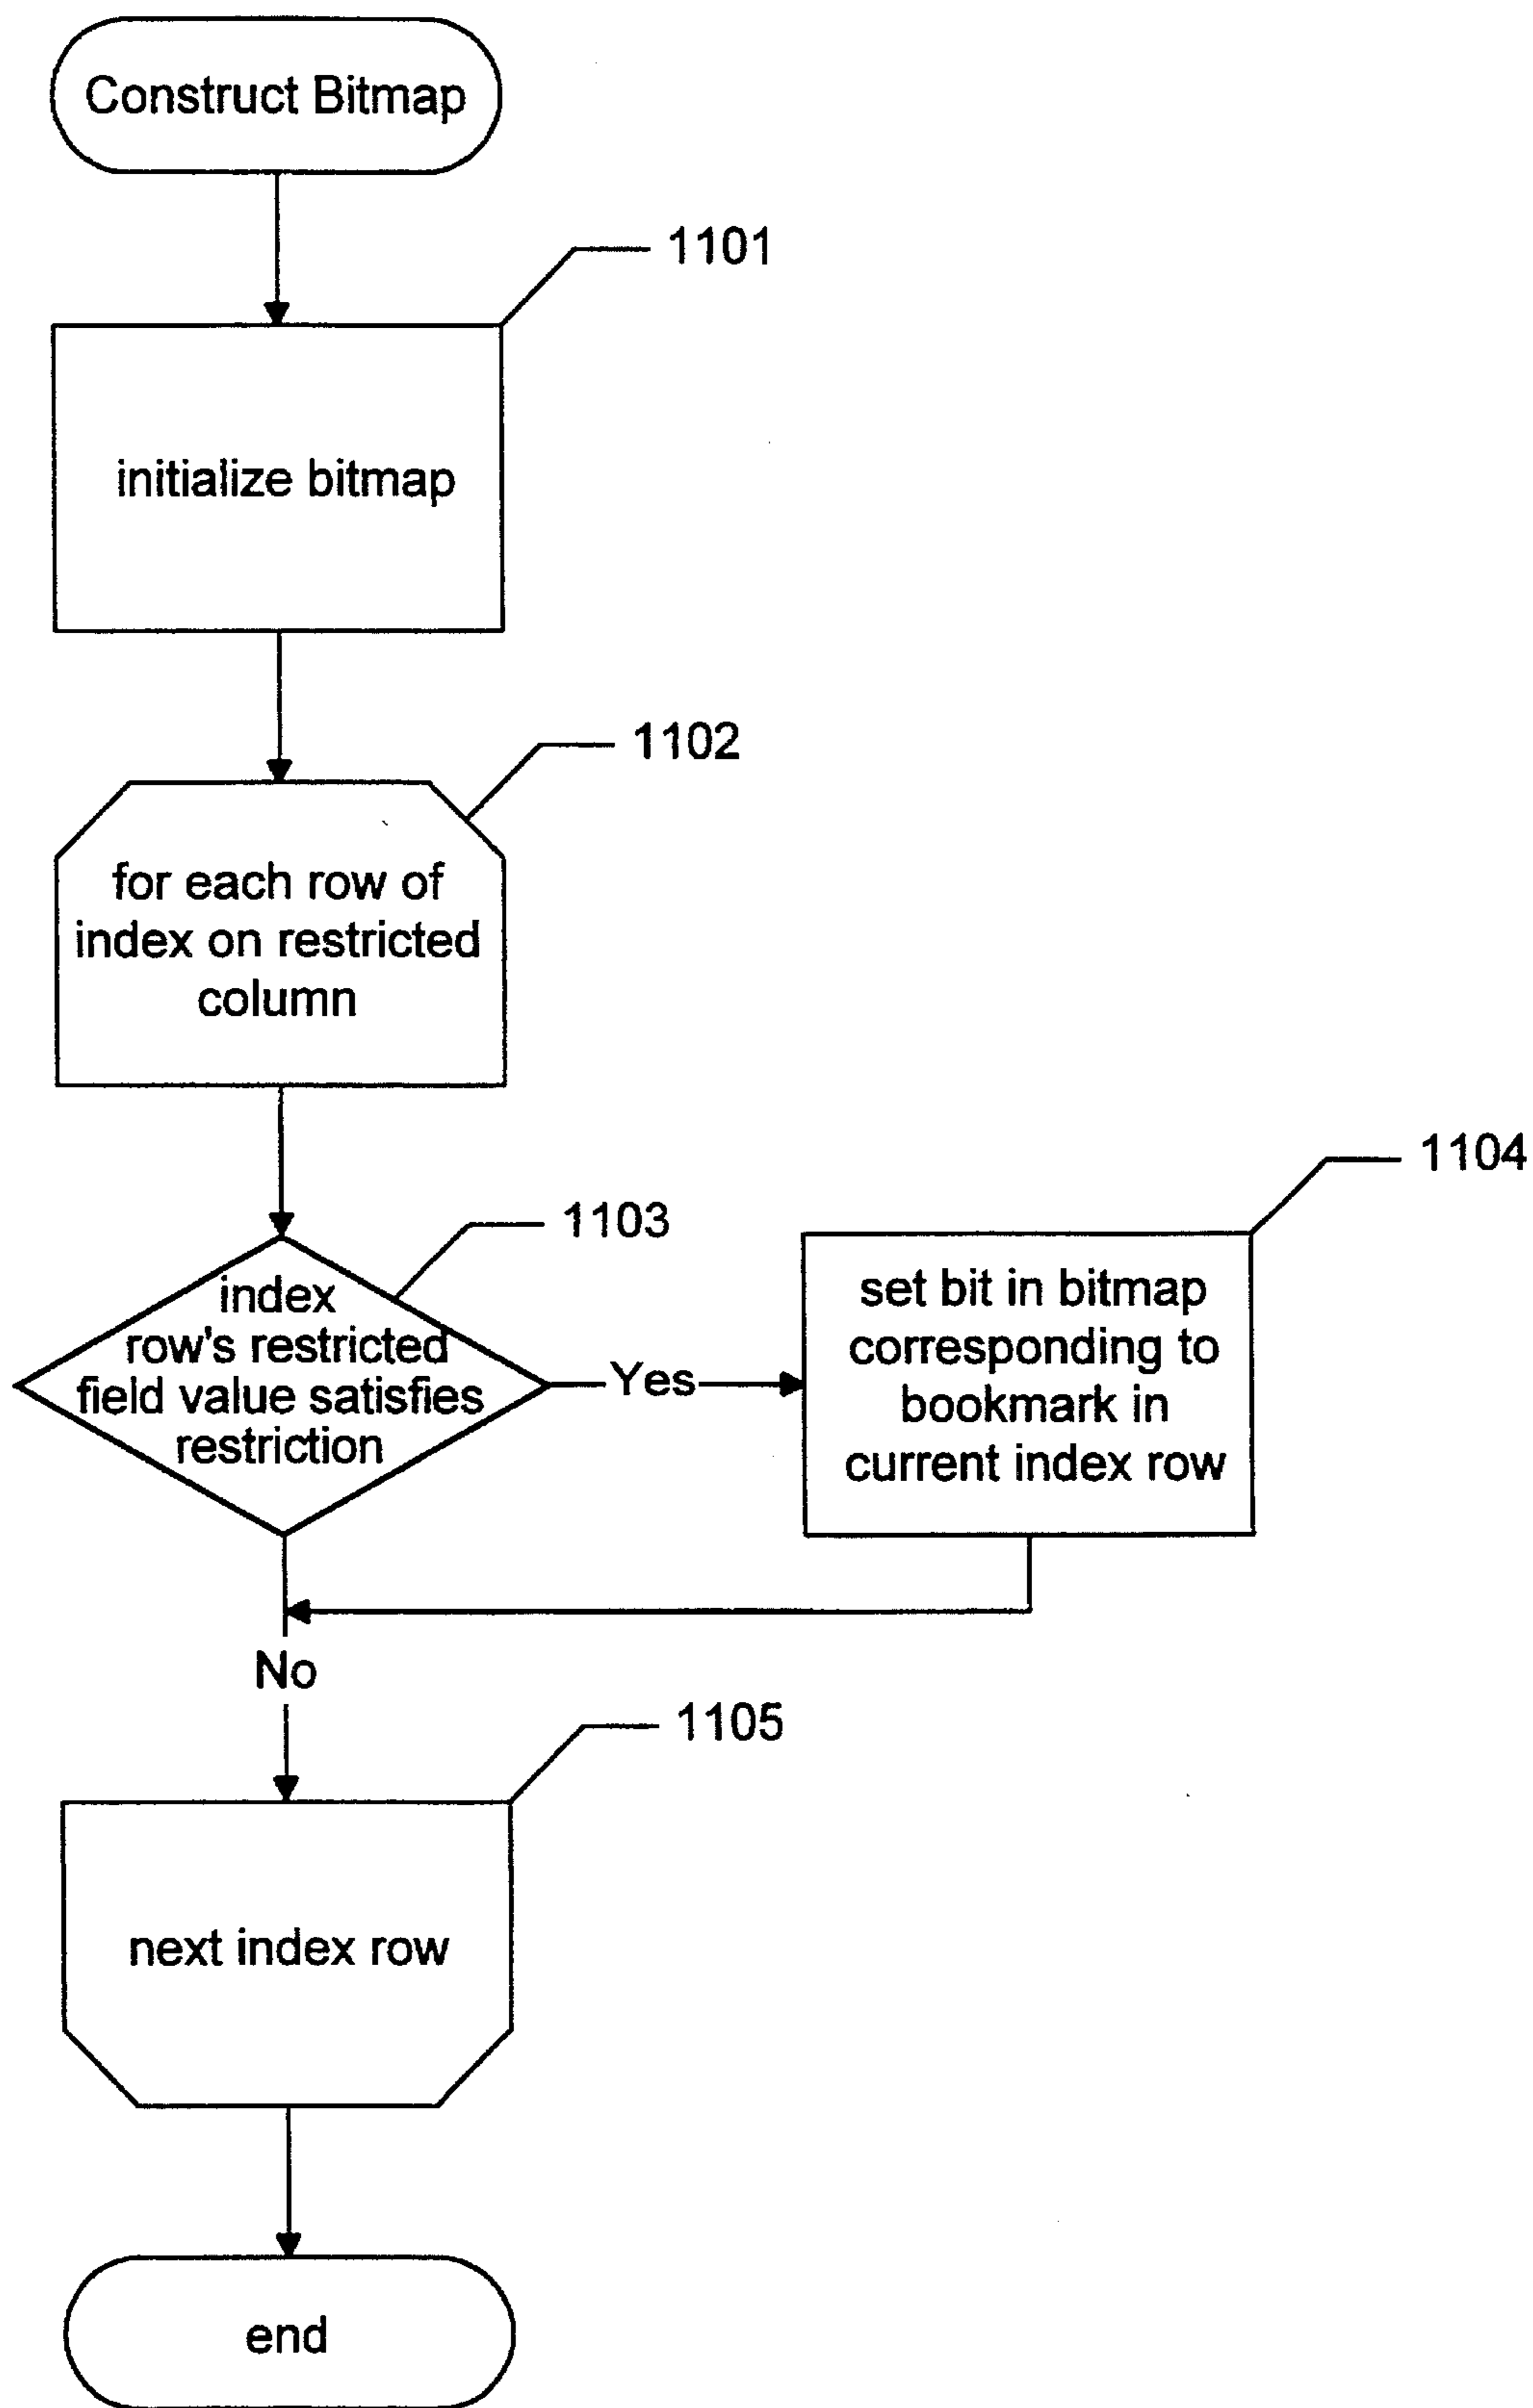 Construct Bitmap
1101
initialize bitmap
1102
for each row of
index on restricted
column
1103
index
row's restricted
field value satisfies
restriction
Yes
1104
set bit in bitmap
corresponding to
bookmark in
current index row
No
1105
next index row
end